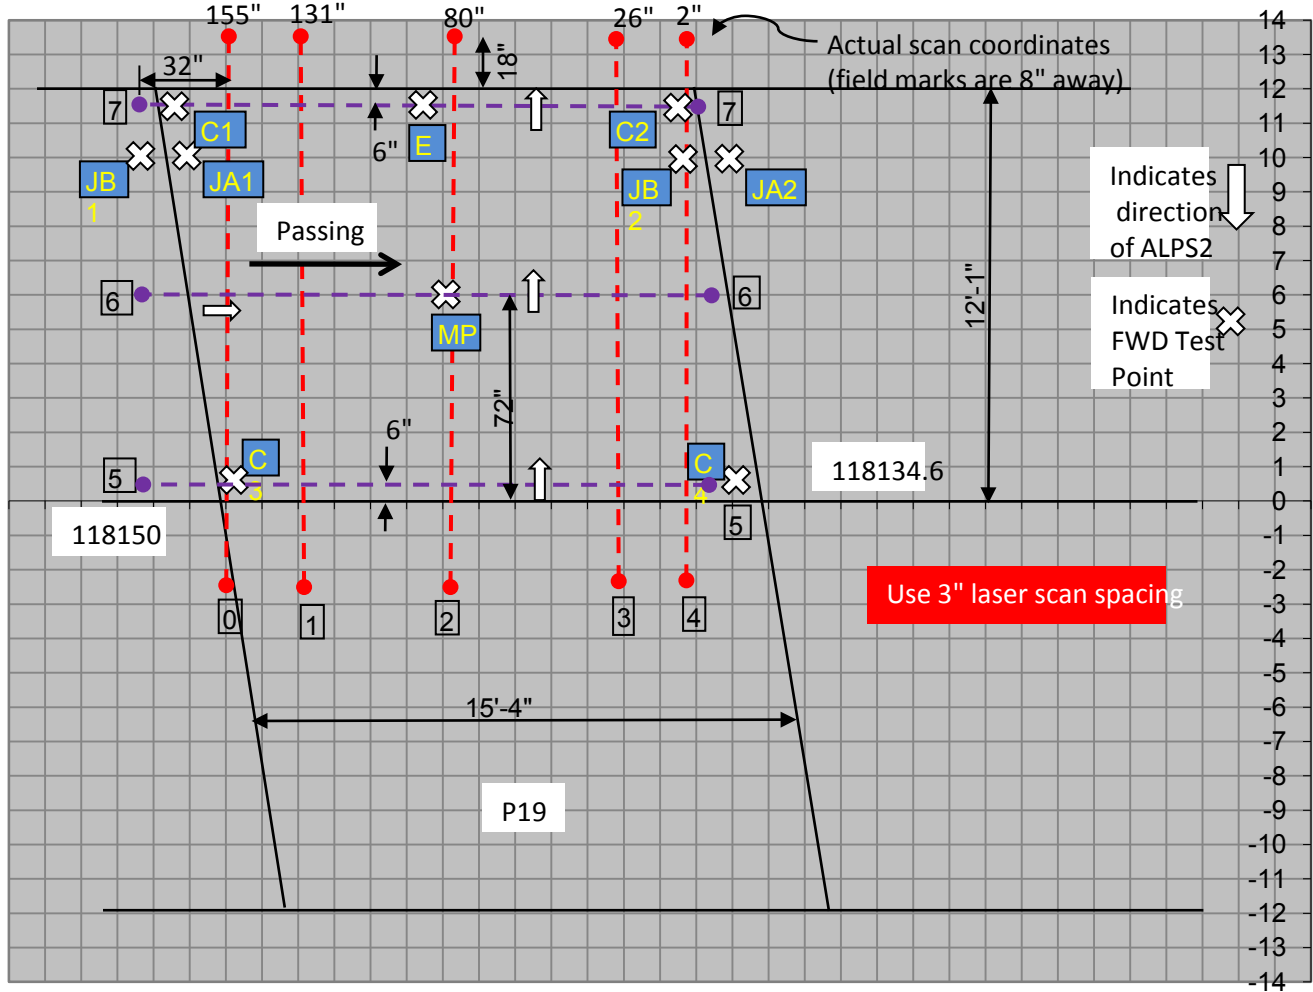 155"
131"
80"
26"
2"
14
Actual scan coordinates
(field marks are 8" away)
13
32"
18"
12
7
C1
6"
E
C2
7
11
10
JB
1
JA1
JB
2
JA2
Indicates
direction
of ALPS2
9
8
Passing
7
6
6
6
MP
12'-1"
Indicates
FWD Test
Point
5
4
3
72"
6"
2
C
3
C
4
5
118134.6
1
0
5
118150
-1
-2
Use 3" laser scan spacing
0
1
2
3
4
-3
-4
-5
15'-4"
-6
-7
-8
P19
-9
-10
-11
-12
-13
-14